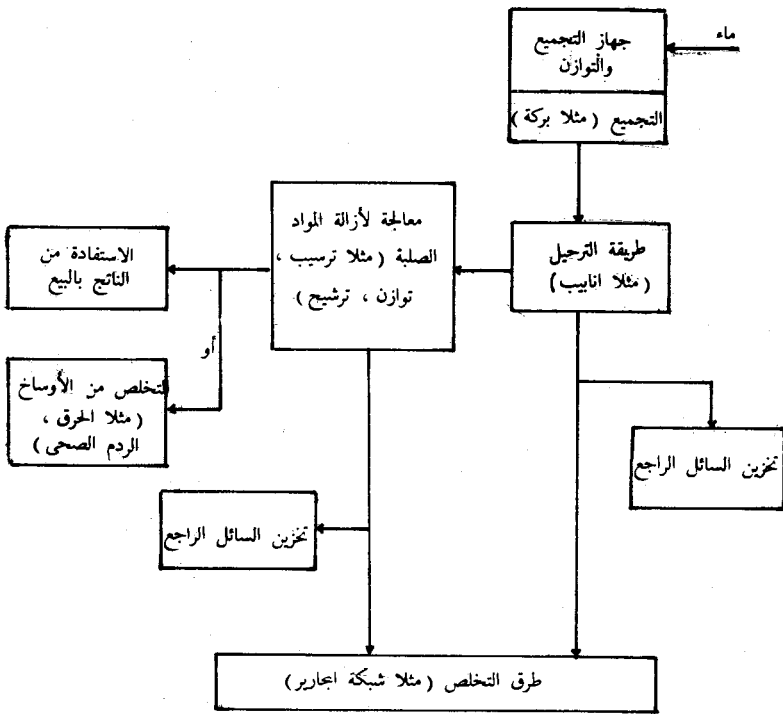 ماء
جهاز التجميع
والتوازن
التجميع (مثلا بركة)
طريقة الترحيل
(مثلا انابيب)
معالجة لأزالة المواد
الصلبة (مثلا ترسيب ،
توازن ، ترشيح)
الاستفادة من
الناتج بالبيع
أو
لتخلص من الأوساخ
(مثلا الحرق ،
الردم الصحى)
تخزين السائل الراجع
تخزين السائل الراجع
طرق التخلص (مثلا شبكة ابجارير)